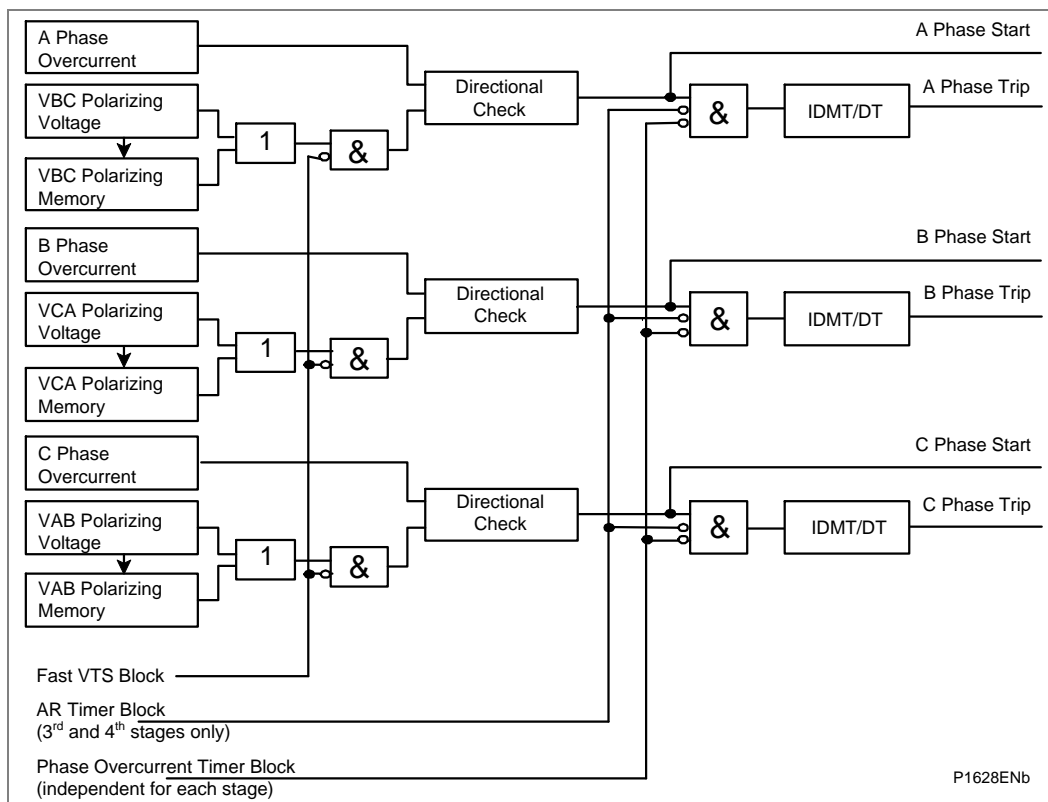 A Phase
Overcurrent
VBC Polarizing
Voltage
VBC Polarizing
Memory
1
&
Directional
Check
A Phase Start
&
IDMT/DT
A Phase Trip
B Phase
Overcurrent
VCA Polarizing
Voltage
VCA Polarizing
Memory
1
&
Directional
Check
B Phase Start
&
IDMT/DT
B Phase Trip
C Phase
Overcurrent
VAB Polarizing
Voltage
VAB Polarizing
Memory
1
&
Directional
Check
C Phase Start
&
IDMT/DT
C Phase Trip
Fast VTS Block
AR Timer Block
(3rd and 4th stages only)
Phase Overcurrent Timer Block
(independent for each stage)
P1628ENb